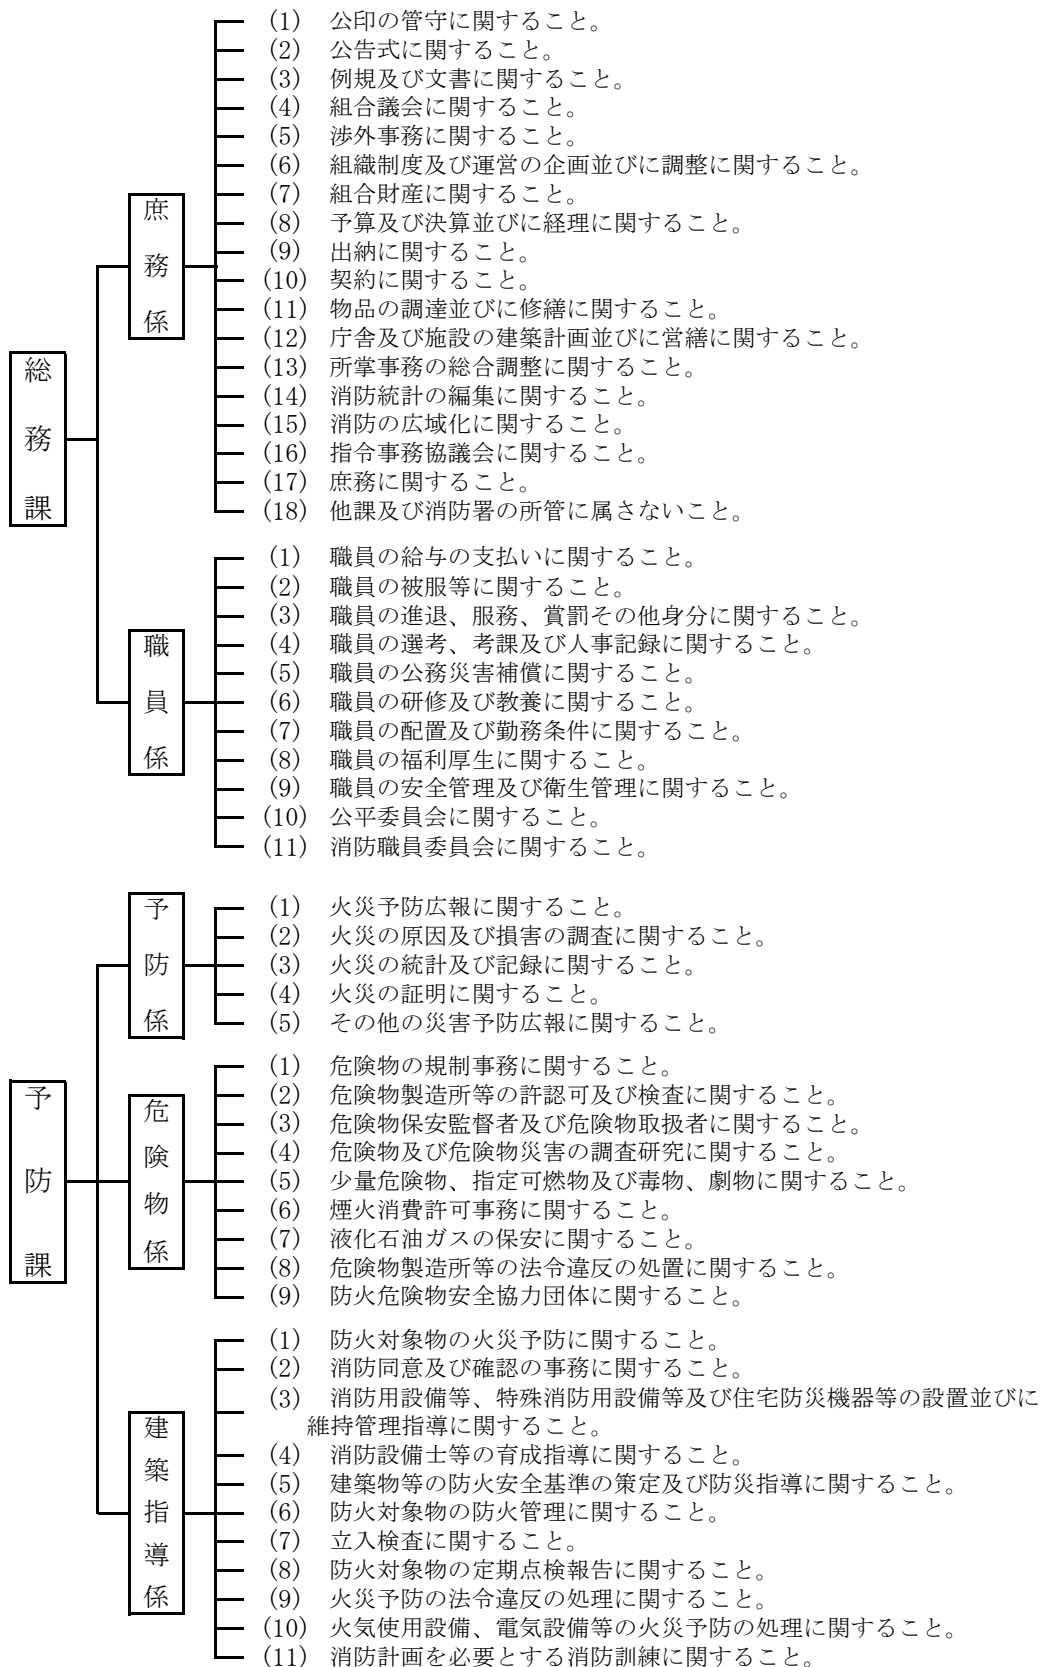 総務課
庶務係
(1) 公印の管守に関すること。
(2) 公告式に関すること。
(3) 例規及び文書に関すること。
(4) 組合議会に関すること。
(5) 渉外事務に関すること。
(6) 組織制度及び運営の企画並びに調整に関すること。
(7) 組合財産に関すること。
(8) 予算及び決算並びに経理に関すること。
(9) 出納に関すること。
(10) 契約に関すること。
(11) 物品の調達並びに修繕に関すること。
(12) 庁舎及び施設の建築計画並びに営繕に関すること。
(13) 所掌事務の総合調整に関すること。
(14) 消防統計の編集に関すること。
(15) 消防の広域化に関すること。
(16) 指令事務協議会に関すること。
(17) 庶務に関すること。
(18) 他課及び消防署の所管に属さないこと。
職員係
(1) 職員の給与の支払いに関すること。
(2) 職員の被服等に関すること。
(3) 職員の進退、服務、賞罰その他身分に関すること。
(4) 職員の選考、考課及び人事記録に関すること。
(5) 職員の公務災害補償に関すること。
(6) 職員の研修及び教養に関すること。
(7) 職員の配置及び勤務条件に関すること。
(8) 職員の福利厚生に関すること。
(9) 職員の安全管理及び衛生管理に関すること。
(10) 公平委員会に関すること。
(11) 消防職員委員会に関すること。
予防課
予防係
(1) 火災予防広報に関すること。
(2) 火災の原因及び損害の調査に関すること。
(3) 火災の統計及び記録に関すること。
(4) 火災の証明に関すること。
(5) その他の災害予防広報に関すること。
危険物係
(1) 危険物の規制事務に関すること。
(2) 危険物製造所等の許認可及び検査に関すること。
(3) 危険物保安監督者及び危険物取扱者に関すること。
(4) 危険物及び危険物災害の調査研究に関すること。
(5) 少量危険物、指定可燃物及び毒物、劇物に関すること。
(6) 煙火消費許可事務に関すること。
(7) 液化石油ガスの保安に関すること。
(8) 危険物製造所等の法令違反の処置に関すること。
(9) 防火危険物安全協力団体に関すること。
建築指導係
(1) 防火対象物の火災予防に関すること。
(2) 消防同意及び確認の事務に関すること。
(3) 消防用設備等、特殊消防用設備等及び住宅防災機器等の設置並びに
維持管理指導に関すること。
(4) 消防設備士等の育成指導に関すること。
(5) 建築物等の防火安全基準の策定及び防災指導に関すること。
(6) 防火対象物の防火管理に関すること。
(7) 立入検査に関すること。
(8) 防火対象物の定期点検報告に関すること。
(9) 火災予防の法令違反の処理に関すること。
(10) 火気使用設備、電気設備等の火災予防の処理に関すること。
(11) 消防計画を必要とする消防訓練に関すること。